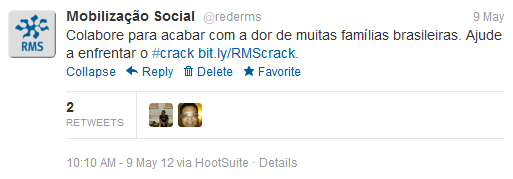 Mobilização Social @rederms 9 May
Colabore para acabar com a dor de muitas famílias brasileiras. Ajude
a enfrentar o #crack bit.ly/RMScrack.
Collapse Reply Delete Favorite
RMS
2
RETWEETS
10:10 AM - 9 May 12 via HootSuite · Details